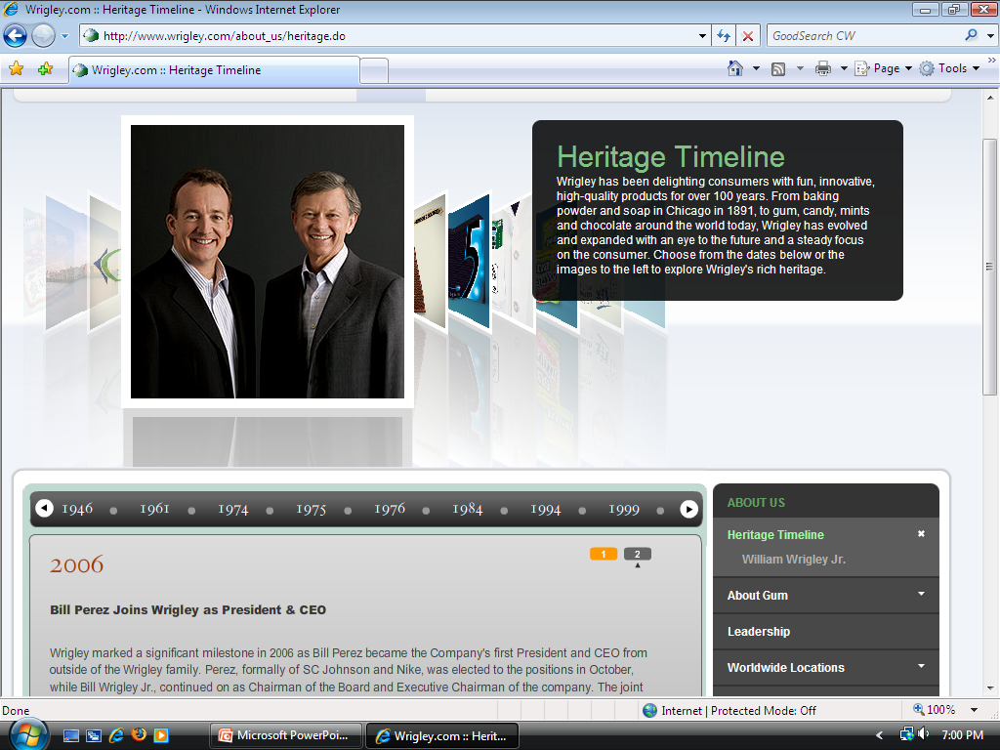 Wrigley.com :: Heritage Timeline - Windows Internet Explorer
http://www.wrigley.com/about_us/heritage.do
GoodSearch CW
Wrigley.com :: Heritage Timeline
Page
Tools
5
Heritage Timeline
Wrigley has been delighting consumers with fun, innovative,
high-quality products for over 100 years. From baking
powder and soap in Chicago in 1891, to gum, candy, mints
and chocolate around the world today, Wrigley has evolved
and expanded with an eye to the future and a steady focus
on the consumer. Choose from the dates below or the
images to the left to explore Wrigley's rich heritage.
1946 1961 1974 1975 1976 1984 1994 1999
2006
1 2
Bill Perez Joins Wrigley as President & CEO
Wrigley marked a significant milestone in 2006 as Bill Perez became the Company's first President and CEO from
outside of the Wrigley family. Perez, formally of SC Johnson and Nike, was elected to the positions in October,
while Bill Wrigley Jr., continued on as Chairman of the Board and Executive Chairman of the company. The joint
ABOUT US
Heritage Timeline
William Wrigley Jr.
About Gum
Leadership
Worldwide Locations
Done
Internet | Protected Mode: Off
100%
Microsoft PowerPoi...
Wrigley.com :: Herit...
7:00 PM